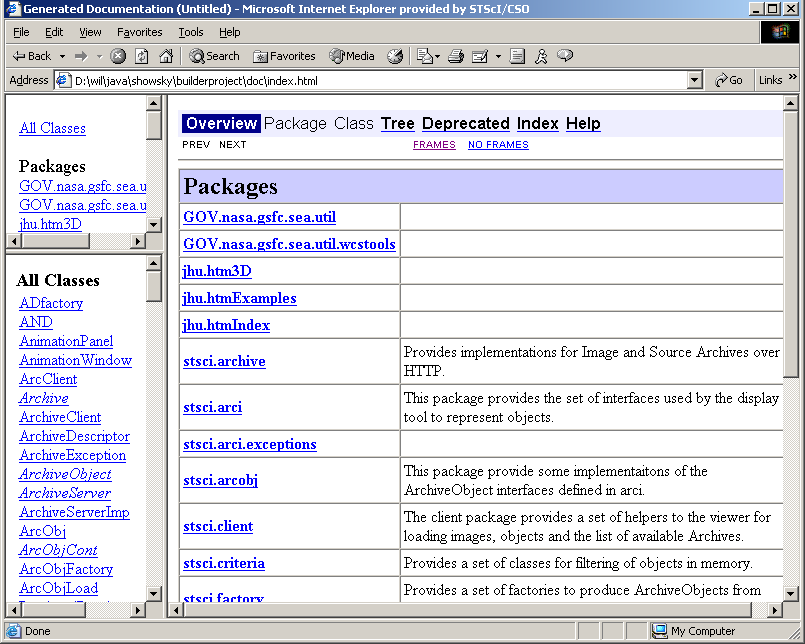 Generated Documentation (Untitled) - Microsoft Internet Explorer provided by STScI/CSO
File Edit View Favorites Tools Help
Back Search Favorites Media
Address D:\wil\java\showsky\builderproject\doc\index.html Go Links »
All Classes
Packages
GOV.nasa.gsfc.sea.u
GOV.nasa.gsfc.sea.u
jhu.htm3D
All Classes
ADfactory
AND
AnimationPanel
AnimationWindow
ArcClient
Archive
ArchiveClient
ArchiveDescriptor
ArchiveException
ArchiveObject
ArchiveServer
ArchiveServerImp
ArcObj
ArcObjCont
ArcObjFactory
ArcObjLoad
Overview Package Class Tree Deprecated Index Help
PREV NEXT FRAMES NO FRAMES
Packages
GOV.nasa.gsfc.sea.util
GOV.nasa.gsfc.sea.util.wcstools
jhu.htm3D
jhu.htmExamples
jhu.htmIndex
stsci.archive Provides implementations for Image and Source Archives over
HTTP.
stsci.arci This package provides the set of interfaces used by the display
tool to represent objects.
stsci.arci.exceptions
stsci.arcobj This package provide some implementaitons of the
ArchiveObject interfaces defined in arci.
stsci.client The client package provides a set of helpers to the viewer for
loading images, objects and the list of available Archives.
stsci.criteria Provides a set of classes for filtering of objects in memory.
stsci.factory Provides a set of factories to produce ArchiveObjects from
Done My Computer